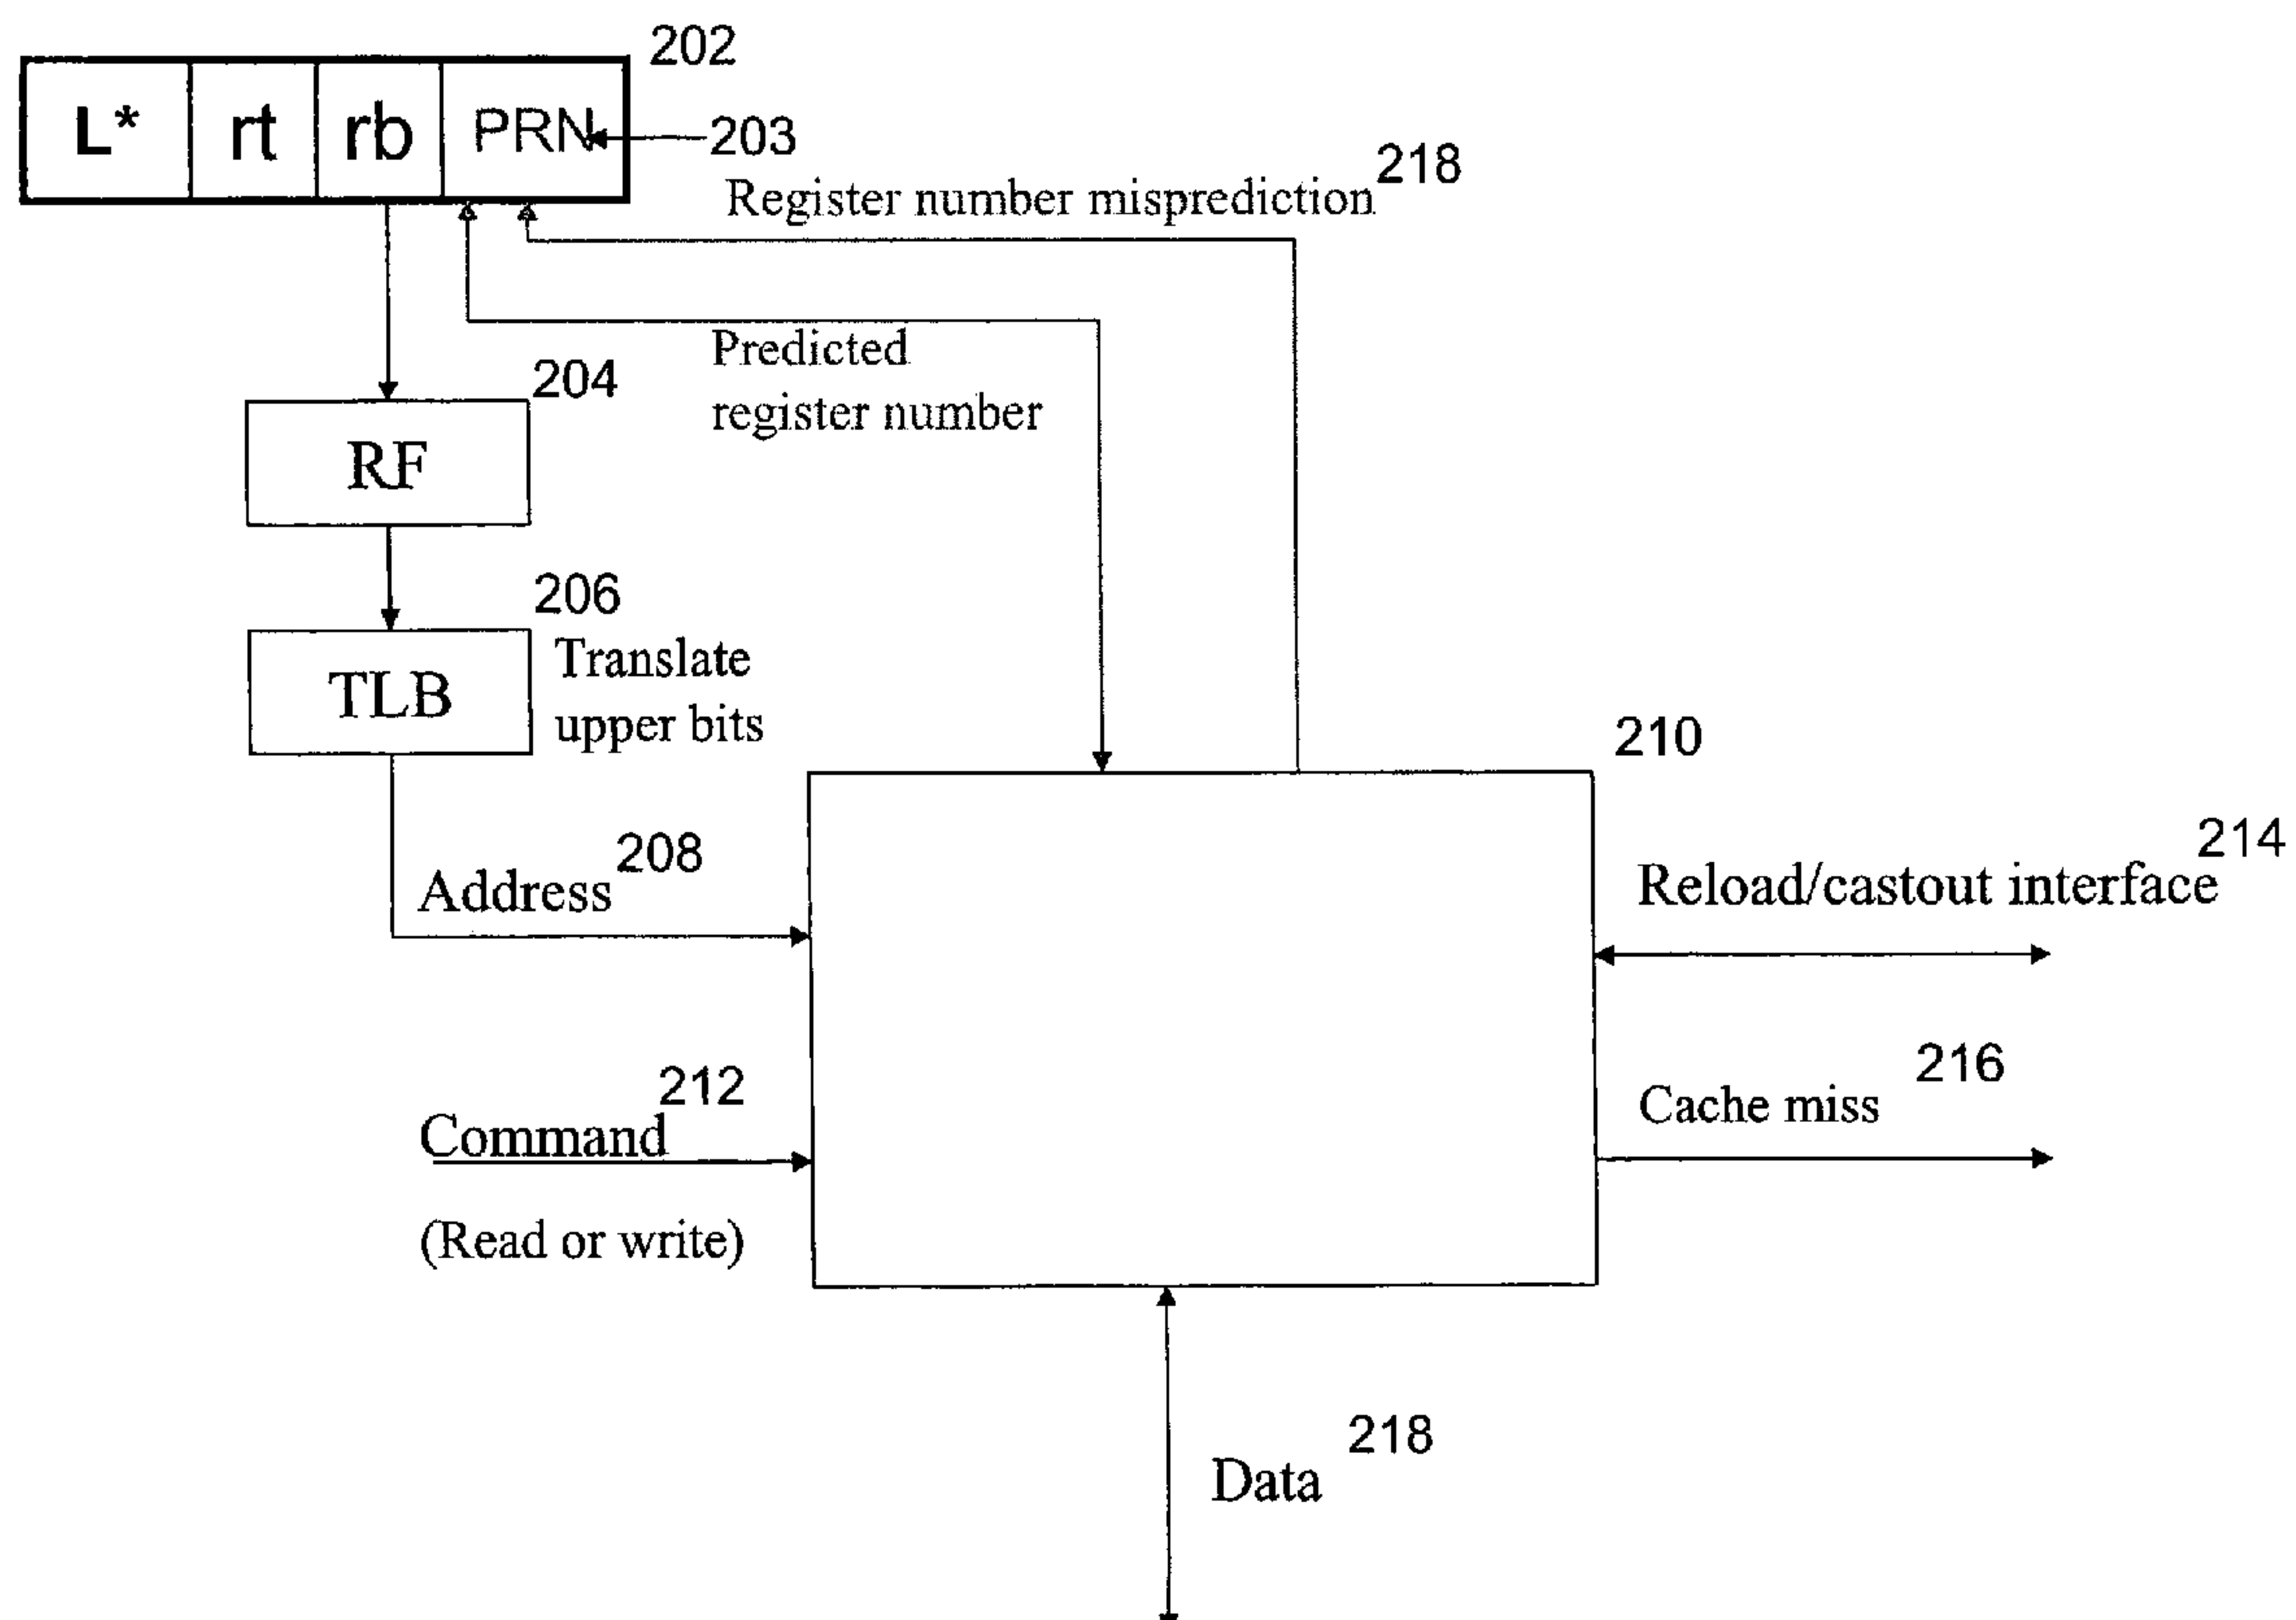 202
L* rt rb PRN 203
Register number misprediction 218
Predicted
register number
204
RF
206
TLB
Translate
upper bits
210
Address 208
Reload/castout interface 214
Command 212
(Read or write)
Cache miss 216
Data 218